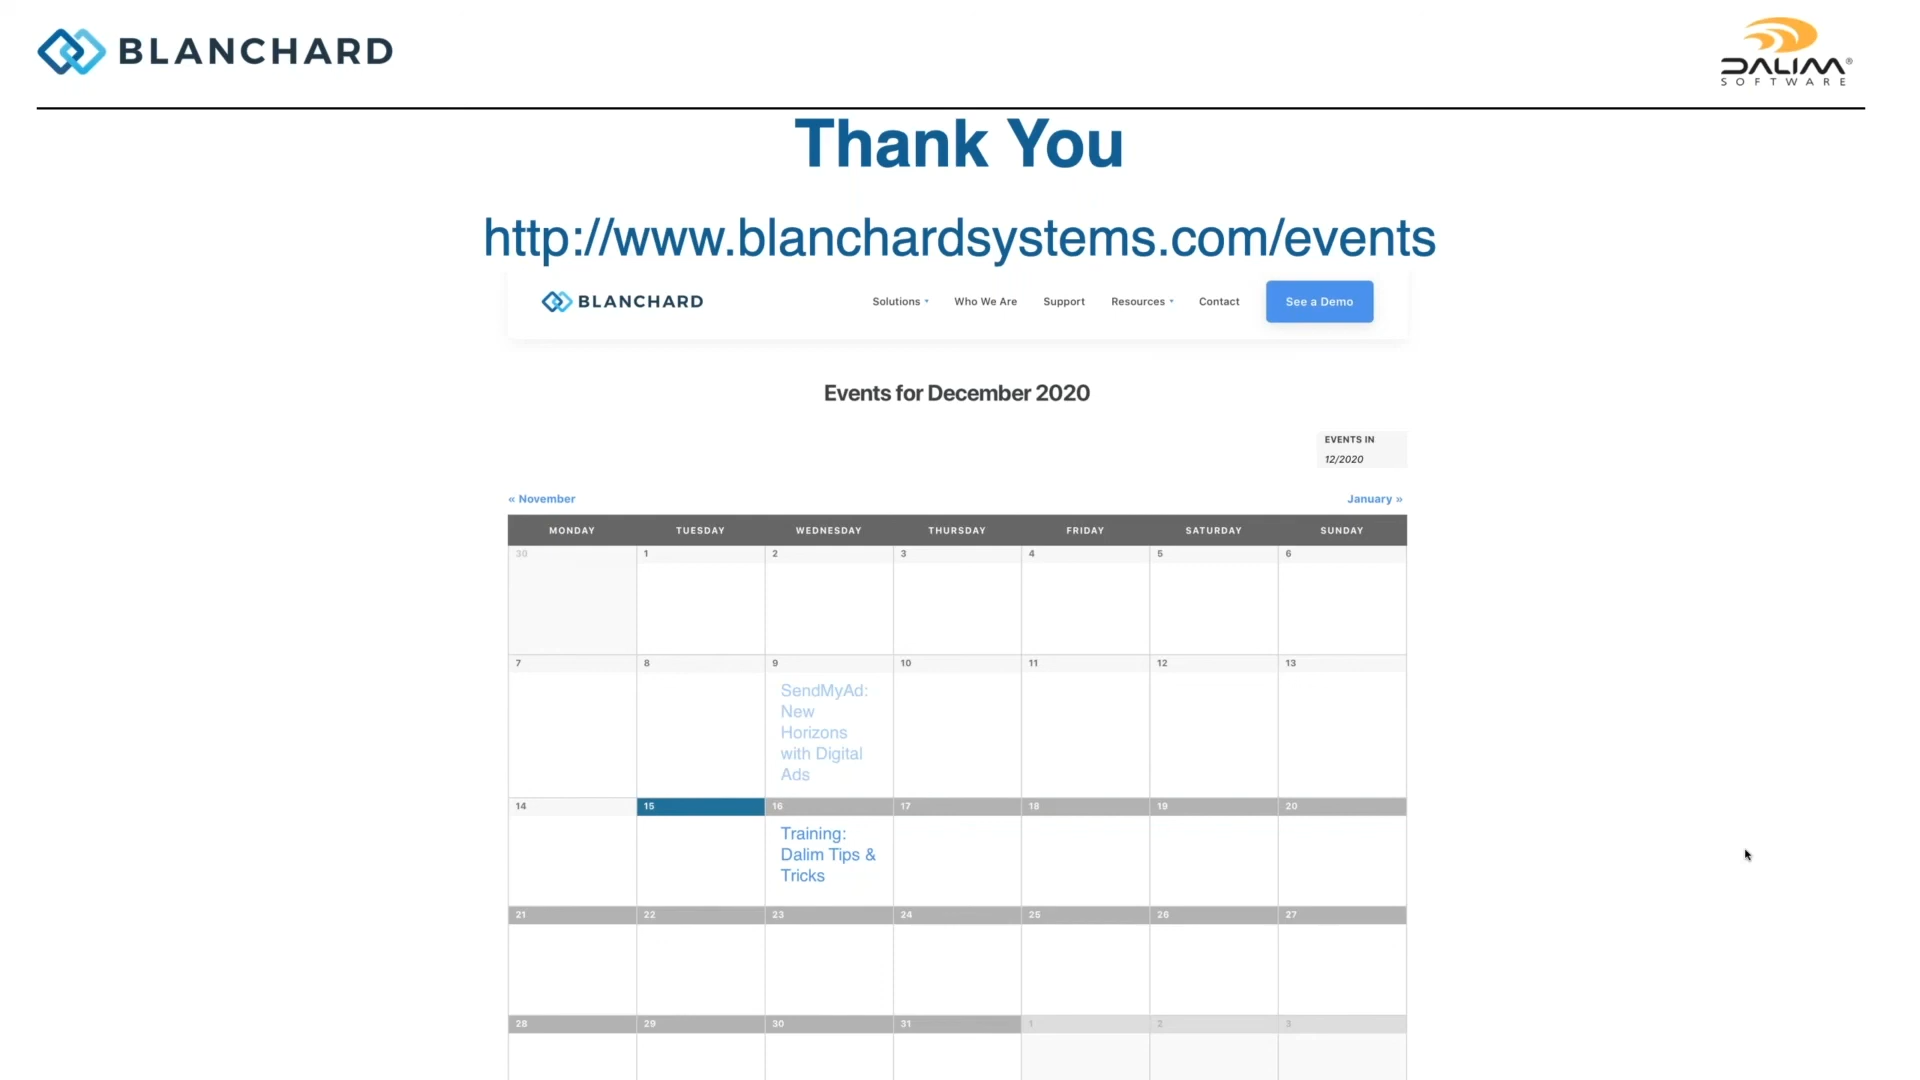 BLANCHARD
DALIM®
SOFTWARE
Thank You
http://www.blanchardsystems.com/events
BLANCHARD
Solutions Who We Are Support Resources Contact See a Demo
Events for December 2020
EVENTS IN
12/2020
« November January »
MONDAY TUESDAY WEDNESDAY THURSDAY FRIDAY SATURDAY SUNDAY
30 1 2 3 4 5 6
7 8 9 10 11 12 13
SendMyAd:
New
Horizons
with Digital
Ads
14 15 16 17 18 19 20
Training:
Dalim Tips &
Tricks
21 22 23 24 25 26 27
28 29 30 31 1 2 3